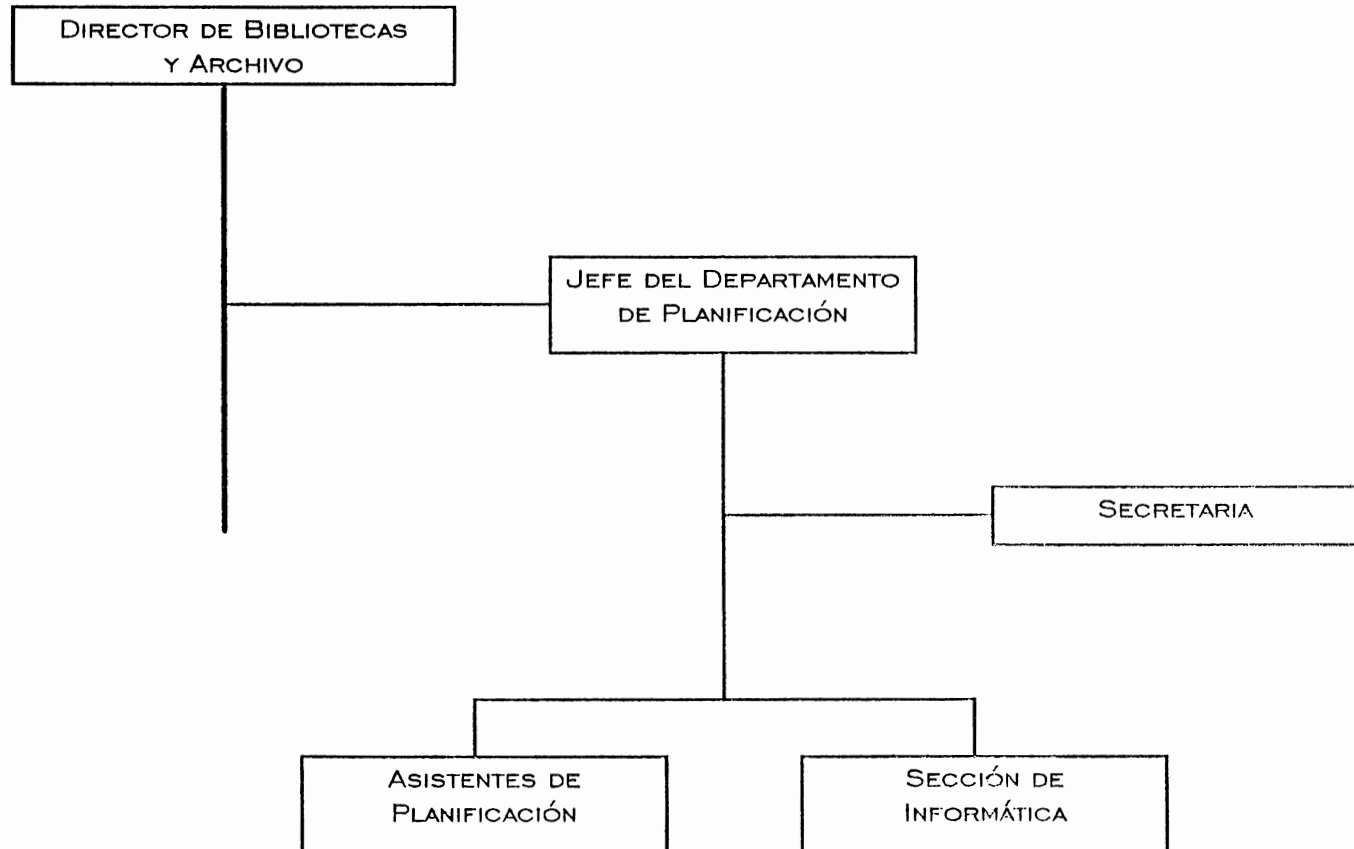 DIRECTOR DE BIBLIOTECAS
Y ARCHIVO
JEFE DEL DEPARTAMENTO
DE PLANIFICACIÓN
SECRETARIA
ASISTENTES DE
PLANIFICACIÓN
SECCIÓN DE
INFORMÁTICA